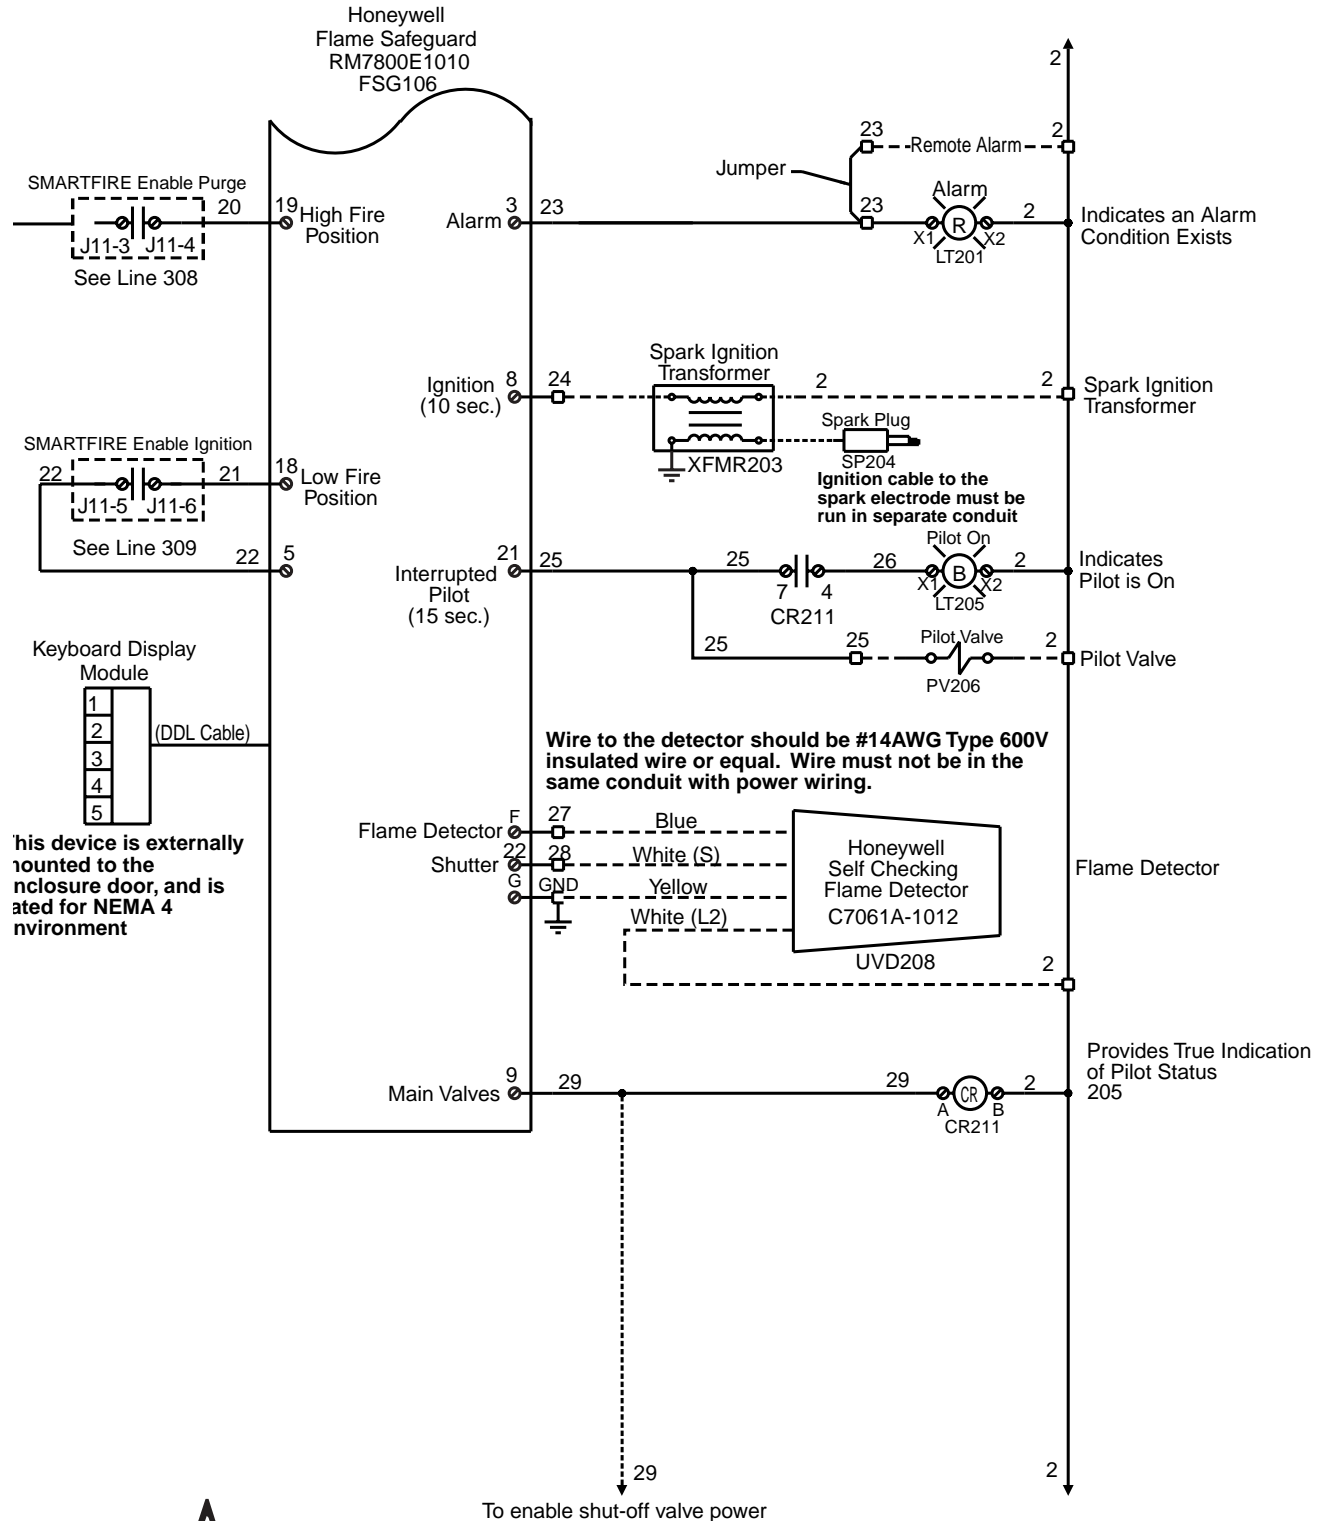 Honeywell
Flame Safeguard
RM7800E1010
FSG106
2
23
Remote Alarm
2
Jumper
SMARTFIRE Enable Purge
20
19
High Fire
Position
J11-3 J11-4
See Line 308
Alarm
3
23
23
Alarm
R
X1
X2
LT201
2
Indicates an Alarm
Condition Exists
Spark Ignition
Transformer
Ignition
(10 sec.)
8
24
2
2
Spark Ignition
Transformer
XFMR203
Spark Plug
SP204
Ignition cable to the
spark electrode must be
run in separate conduit
SMARTFIRE Enable Ignition
22
21
18
Low Fire
Position
J11-5 J11-6
See Line 309
22
5
Interrupted
Pilot
(15 sec.)
21
25
25
7
4
CR211
26
Pilot On
B
X1
X2
LT205
2
Indicates
Pilot is On
25
25
Pilot Valve
PV206
2
Pilot Valve
Keyboard Display
Module
1
2
3
4
5
(DDL Cable)
his device is externally
ounted to the
nclosure door, and is
ated for NEMA 4
nvironment
Wire to the detector should be #14AWG Type 600V
insulated wire or equal. Wire must not be in the
same conduit with power wiring.
Flame Detector
F
27
Blue
Shutter
22
28
White (S)
G
GND
Yellow
White (L2)
Honeywell
Self Checking
Flame Detector
C7061A-1012
UVD208
Flame Detector
2
Main Valves
9
29
29
A
CR
B
CR211
2
Provides True Indication
of Pilot Status
205
29
2
To enable shut-off valve power